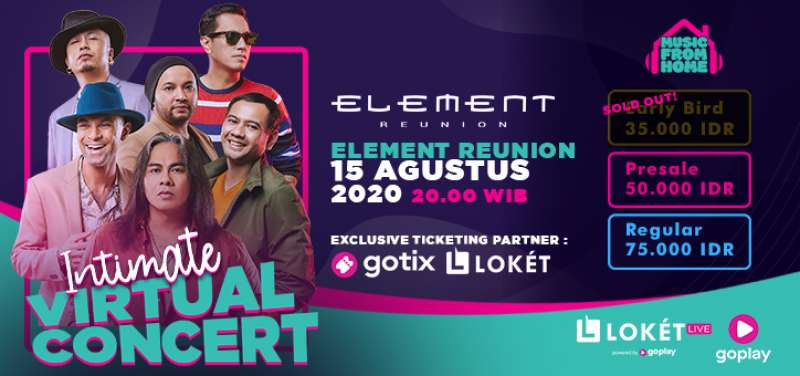 MUSIC
FROM
HOME
ELEMENT
REUNION
ELEMENT REUNION
15 AGUSTUS
2020 20.00 WIB
EXCLUSIVE TICKETING PARTNER :
gotix LOKÉT
SOLD OUT!
Early Bird
35.000 IDR
Presale
50.000 IDR
Regular
75.000 IDR
Intimate
VIRTUAL
CONCERT
LOKÉT LIVE
powered by goplay
goplay